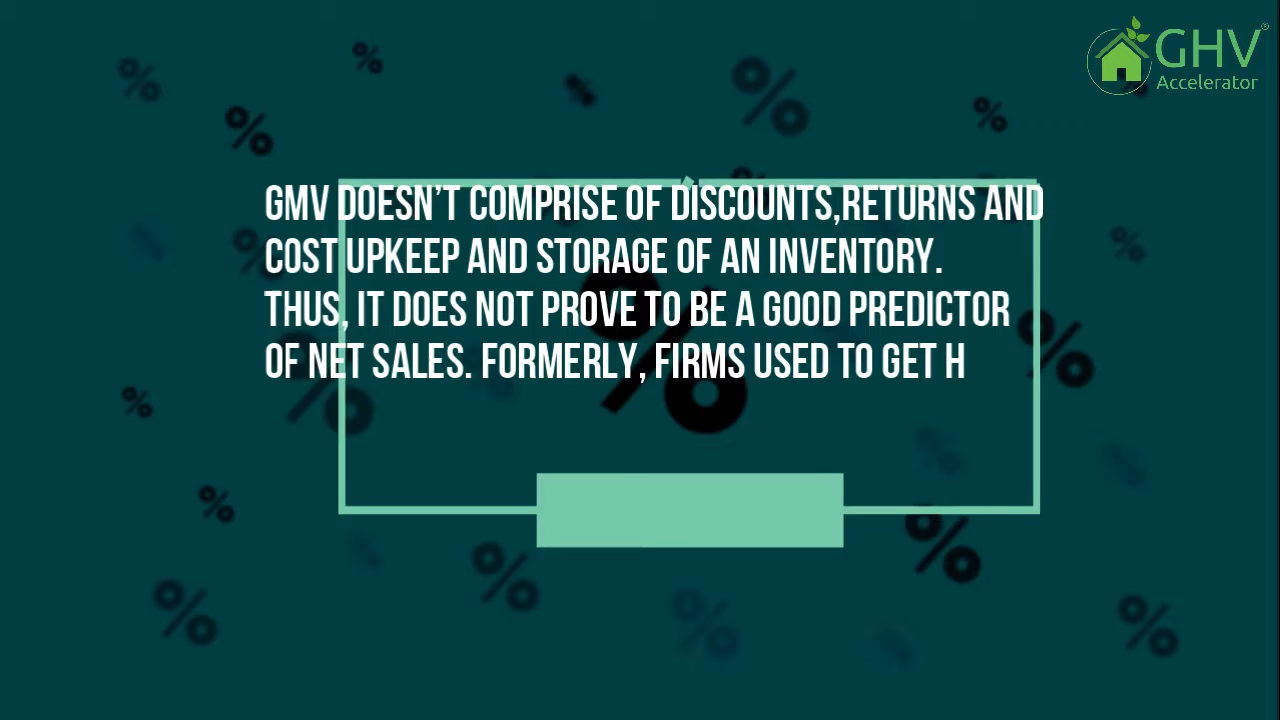 GHV
Accelerator
GMV DOESN'T COMPRISE OF DISCOUNTS,RETURNS AND
COST UPKEEP AND STORAGE OF AN INVENTORY.
THUS, IT DOES NOT PROVE TO BE A GOOD PREDICTOR
OF NET SALES. FORMERLY, FIRMS USED TO GET H